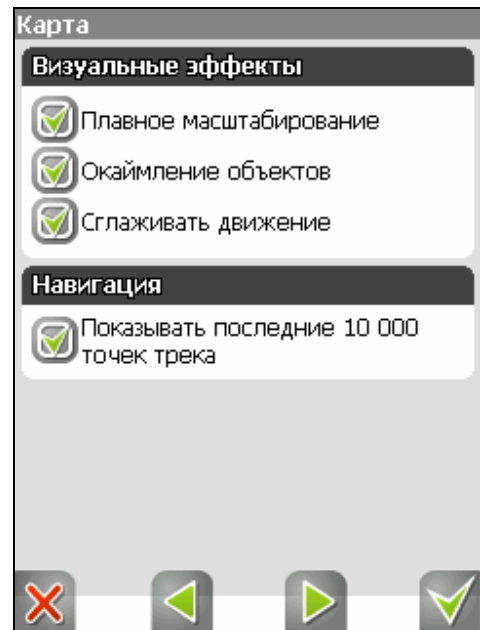 Карта
Визуальные эффекты
Плавное масштабирование
Окаймление объектов
Сглаживать движение
Навигация
Показывать последние 10 000
точек трека